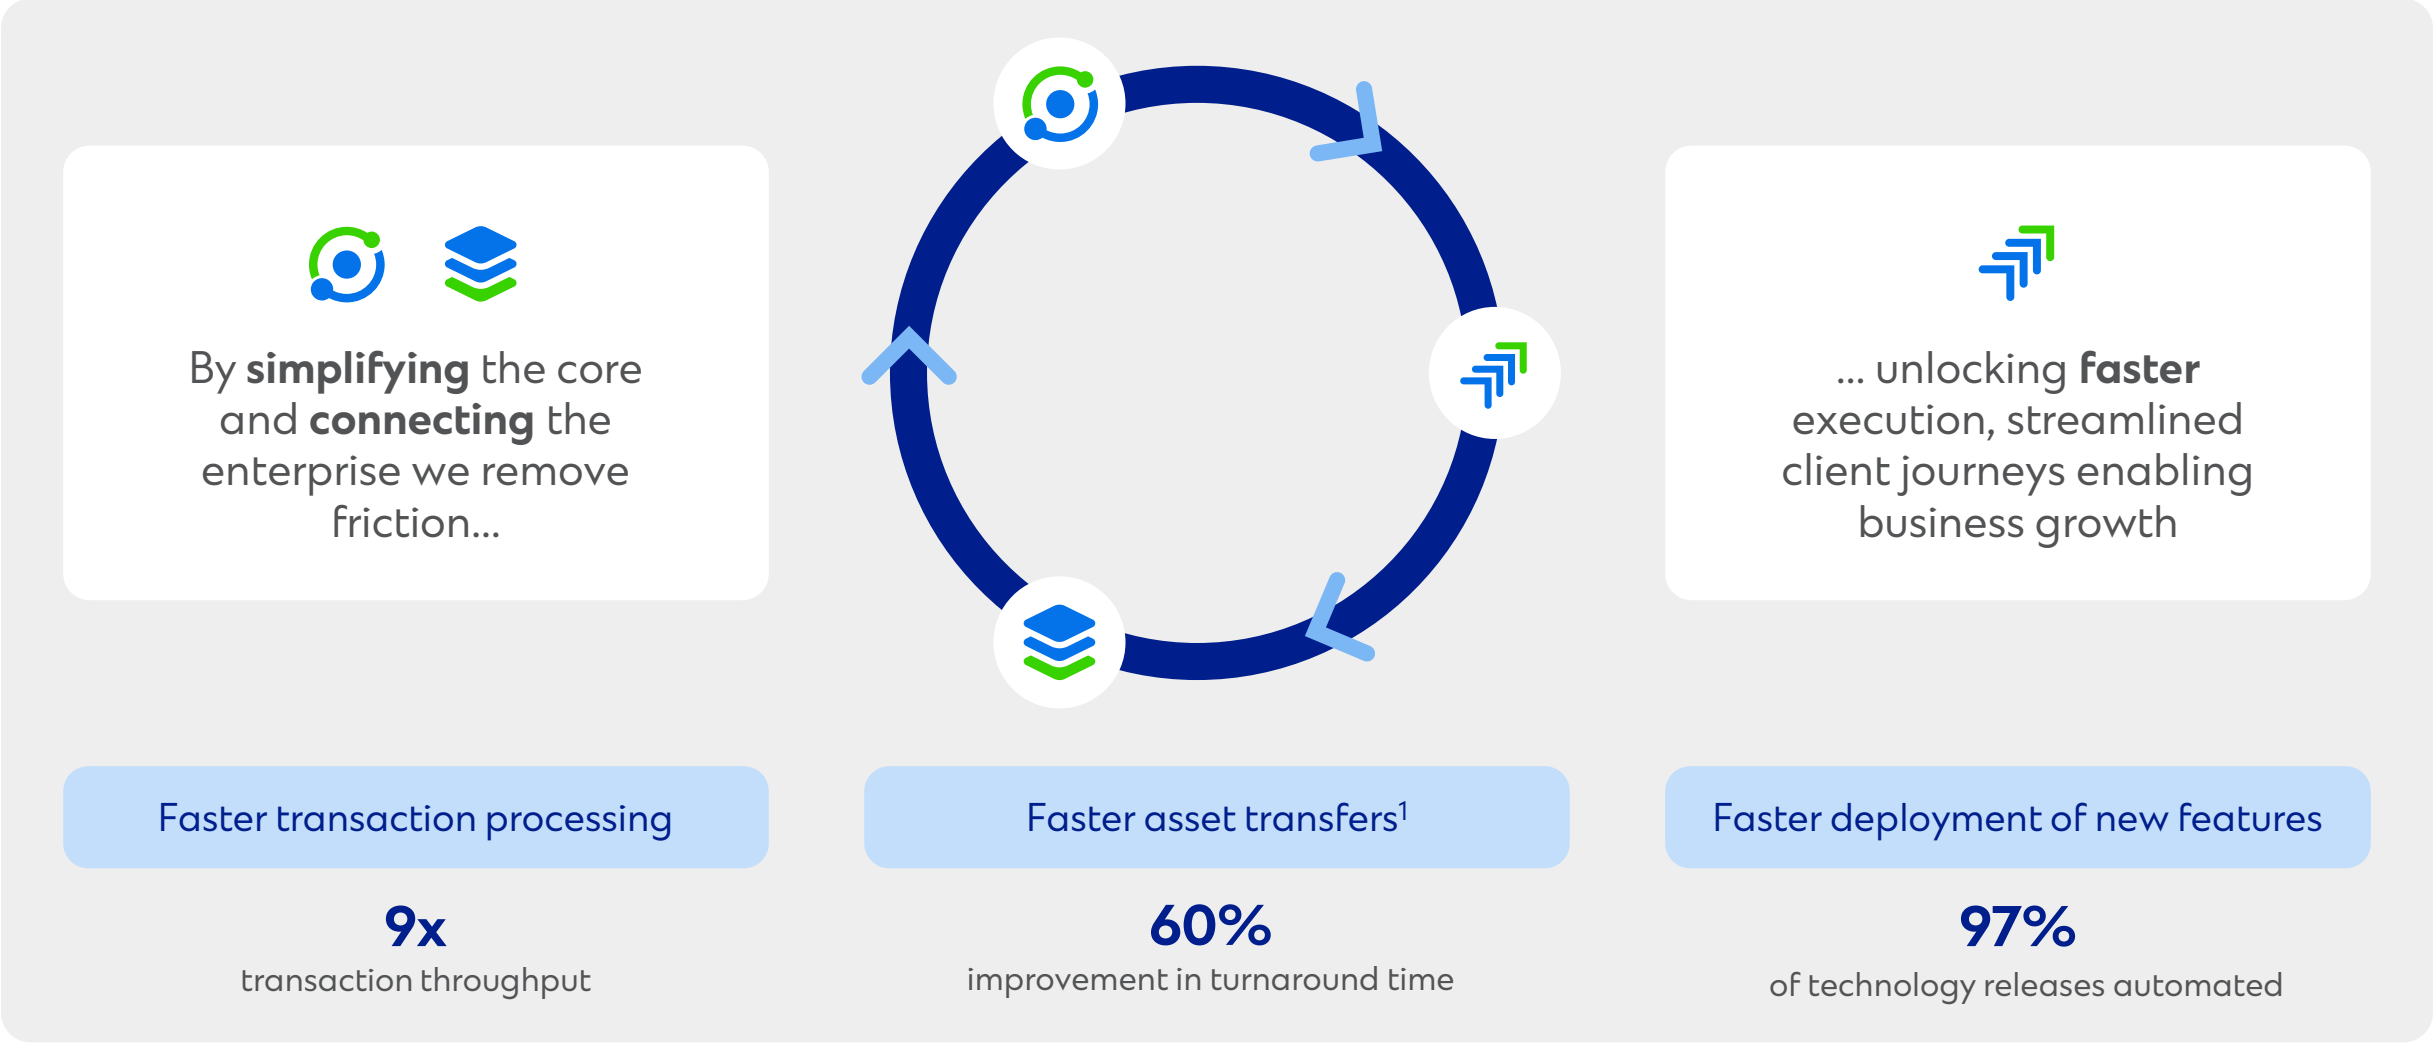 By simplifying the core
and connecting the
enterprise we remove
friction...
... unlocking faster
execution, streamlined
client journeys enabling
business growth
Faster transaction processing
9x
transaction throughput
Faster asset transfers¹
60%
improvement in turnaround time
Faster deployment of new features
97%
of technology releases automated